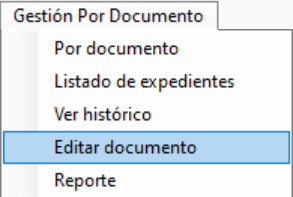 Gestión Por Documento
Por documento
Listado de expedientes
Ver histórico
Editar documento
Reporte